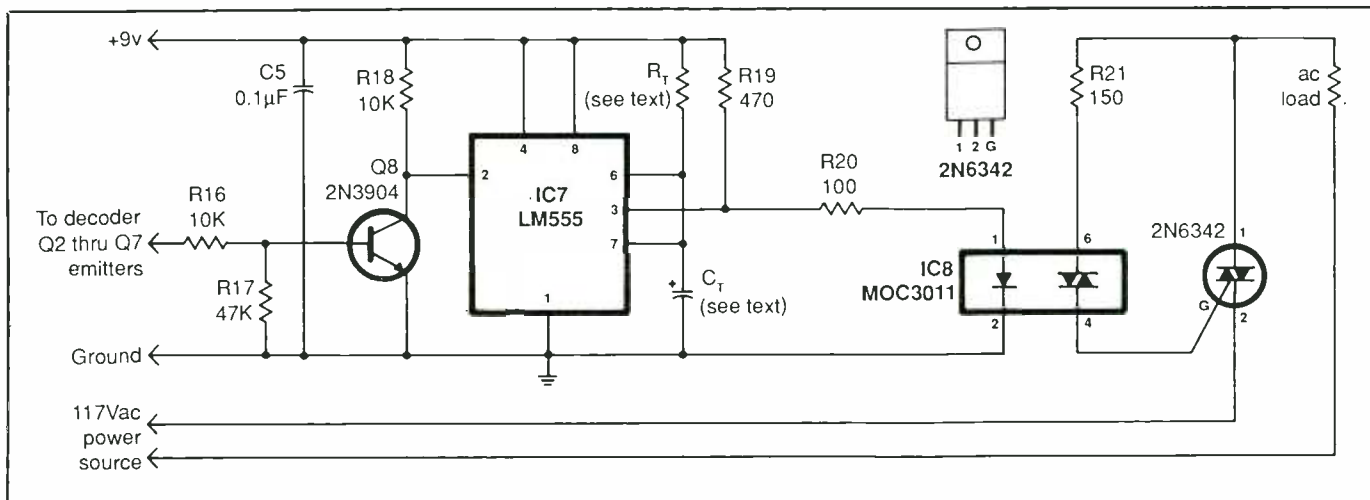 +9v
C5
0.1µF
R18
10K
R_T
(see text)
R19
470
R21
150
ac
load
1 2 G
2N6342
Q8
2N3904
4
8
2
IC7
LM555
6
3
7
1
R20
100
To decoder
Q2 thru Q7
emitters
R16
10K
R17
47K
+
C_T
(see text)
1
6
IC8
MOC3011
2
4
2N6342
1
G
2
Ground
117Vac
power
source